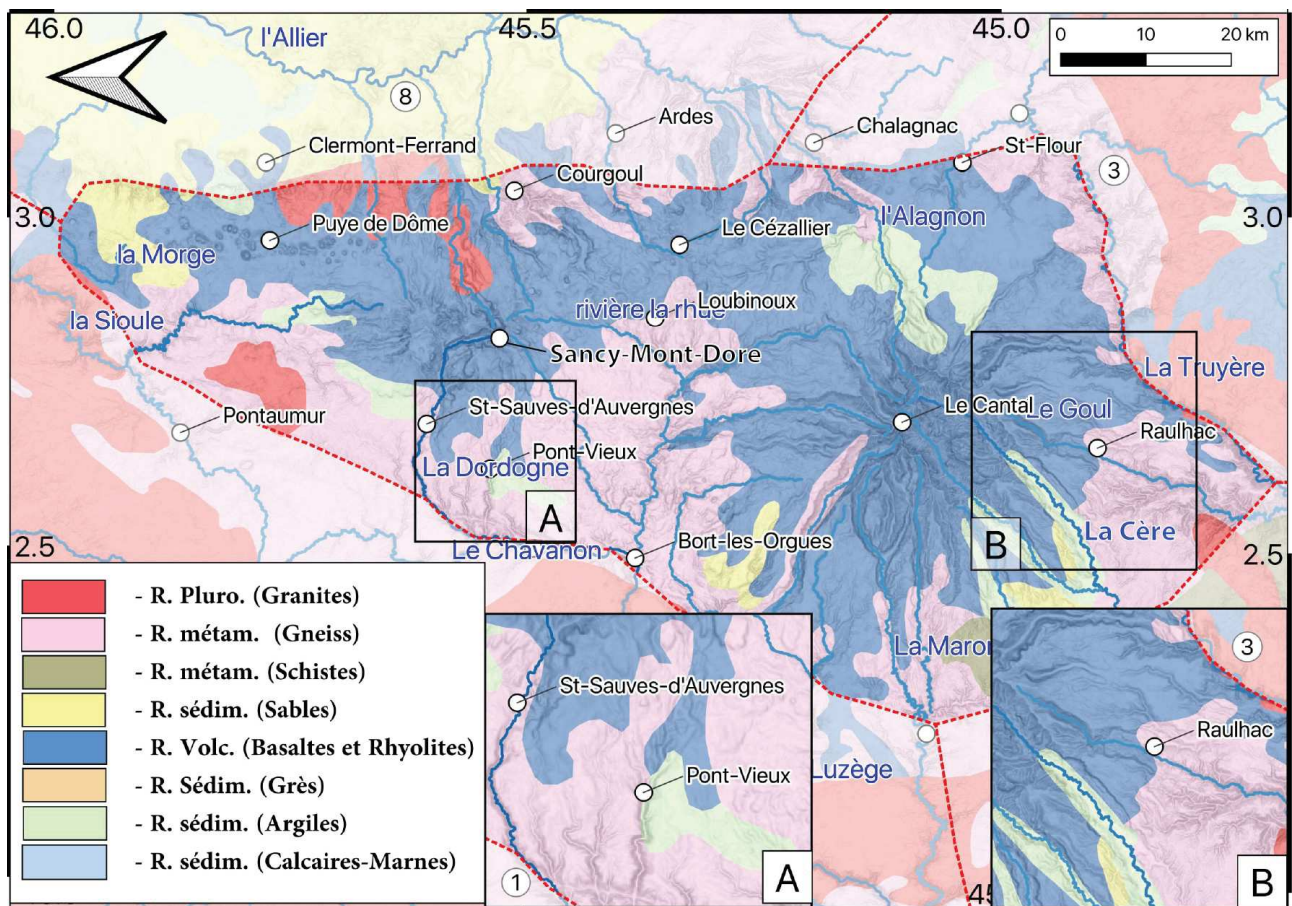 46.0
45.5
45.0
0
10
20 km
l'Allier
8
Ardes
Clermont-Ferrand
Chalagnac
St-Flour
3
Courgoul
3.0
3.0
Puye de Dôme
Le Cézallier
l'Alagnon
la Morge
Loubinoux
rivière la rhue
la Sioule
Sancy-Mont-Dore
La Truyère
Pontaumur
St-Sauves-d'Auvergnes
Le Cantal
Le Goul
Raulhac
Pont-Vieux
La Dordogne
A
B
La Cère
2.5
2.5
Le Chavanon
Bort-les-Orgues
- R. Pluro. (Granites)
- R. métam. (Gneiss)
- R. métam. (Schistes)
- R. sédim. (Sables)
- R. Volc. (Basaltes et Rhyolites)
- R. Sédim. (Grès)
- R. sédim. (Argiles)
- R. sédim. (Calcaires-Marnes)
St-Sauves-d'Auvergnes
Pont-Vieux
1
A
La Maron
Luzège
45
3
Raulhac
B